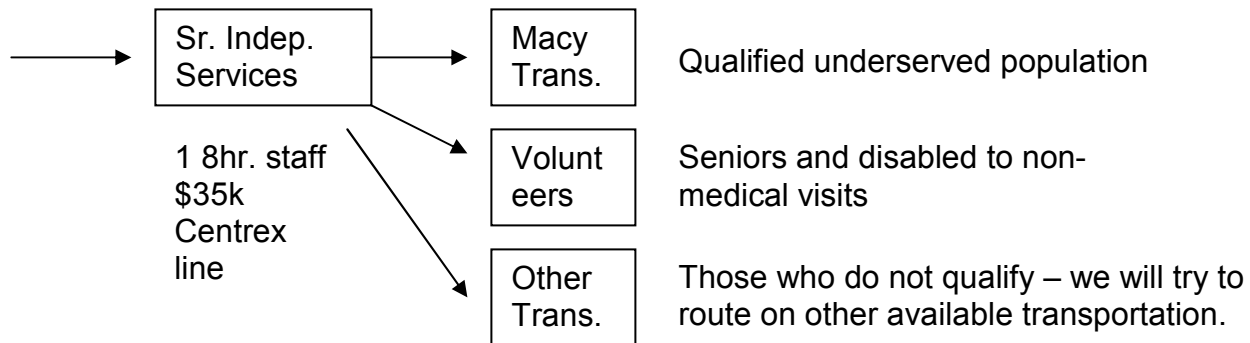 Sr. Indep.
Services
Macy
Trans.
Qualified underserved population
1 8hr. staff
$35k
Centrex
line
Volunt
eers
Seniors and disabled to non-
medical visits
Other
Trans.
Those who do not qualify – we will try to
route on other available transportation.